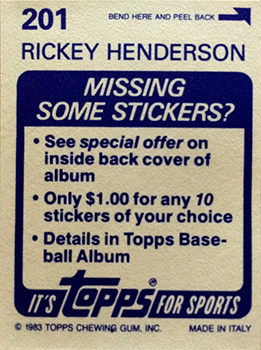 201 BEND HERE AND PEEL BACK
RICKEY HENDERSON
MISSING
SOME STICKERS?
• See special offer on
inside back cover of
album
• Only $1.00 for any 10
stickers of your choice
• Details in Topps Base-
ball Album
IT'S topps® FOR SPORTS
© 1983 TOPPS CHEWING GUM, INC. MADE IN ITALY